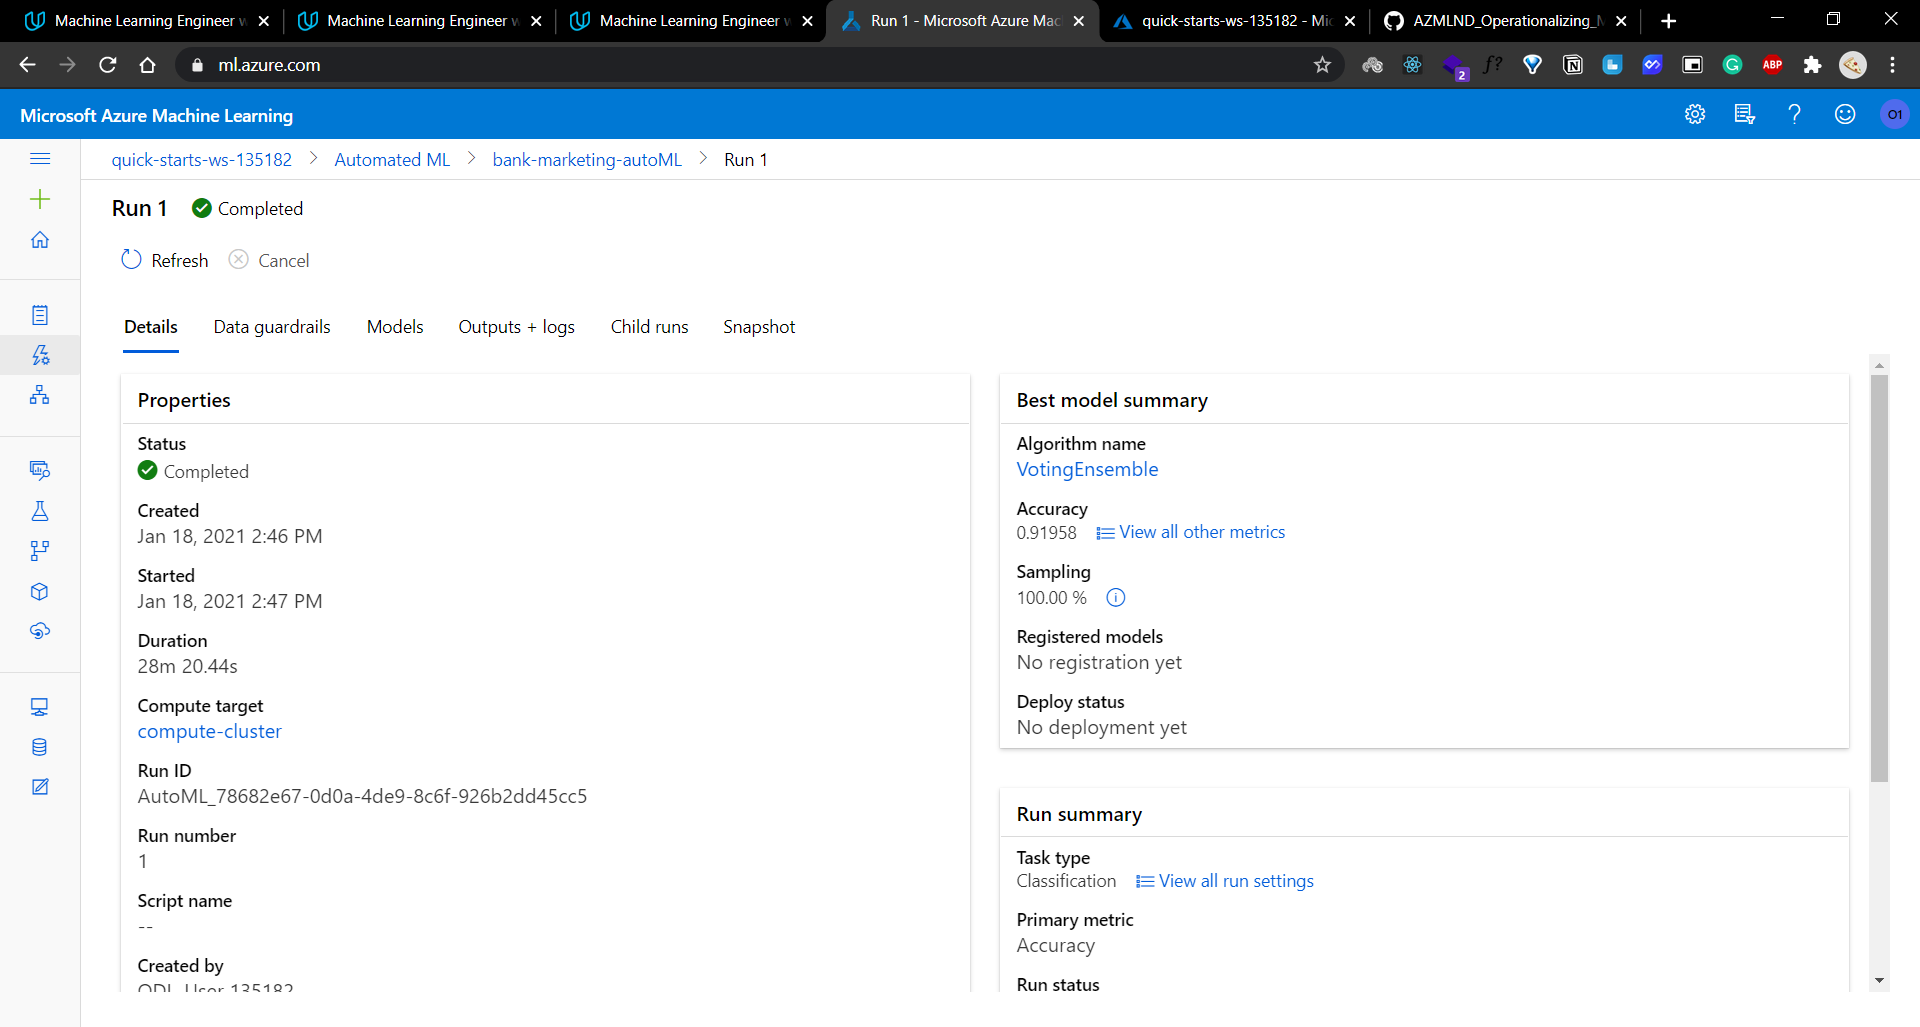 Machine Learning Engineer w
Machine Learning Engineer w
Machine Learning Engineer w
Run 1 - Microsoft Azure Mac
quick-starts-ws-135182 - Mic
AZMLND_Operationalizing_M
ml.azure.com
f?
2
ABP
Microsoft Azure Machine Learning
O1
quick-starts-ws-135182 > Automated ML > bank-marketing-autoML > Run 1
Run 1 Completed
Refresh Cancel
Details Data guardrails Models Outputs + logs Child runs Snapshot
Properties
Status
Completed
Created
Jan 18, 2021 2:46 PM
Started
Jan 18, 2021 2:47 PM
Duration
28m 20.44s
Compute target
compute-cluster
Run ID
AutoML_78682e67-0d0a-4de9-8c6f-926b2dd45cc5
Run number
1
Script name
--
Created by
ODL_User 135182
Best model summary
Algorithm name
VotingEnsemble
Accuracy
0.91958 View all other metrics
Sampling
100.00 %
Registered models
No registration yet
Deploy status
No deployment yet
Run summary
Task type
Classification View all run settings
Primary metric
Accuracy
Run status